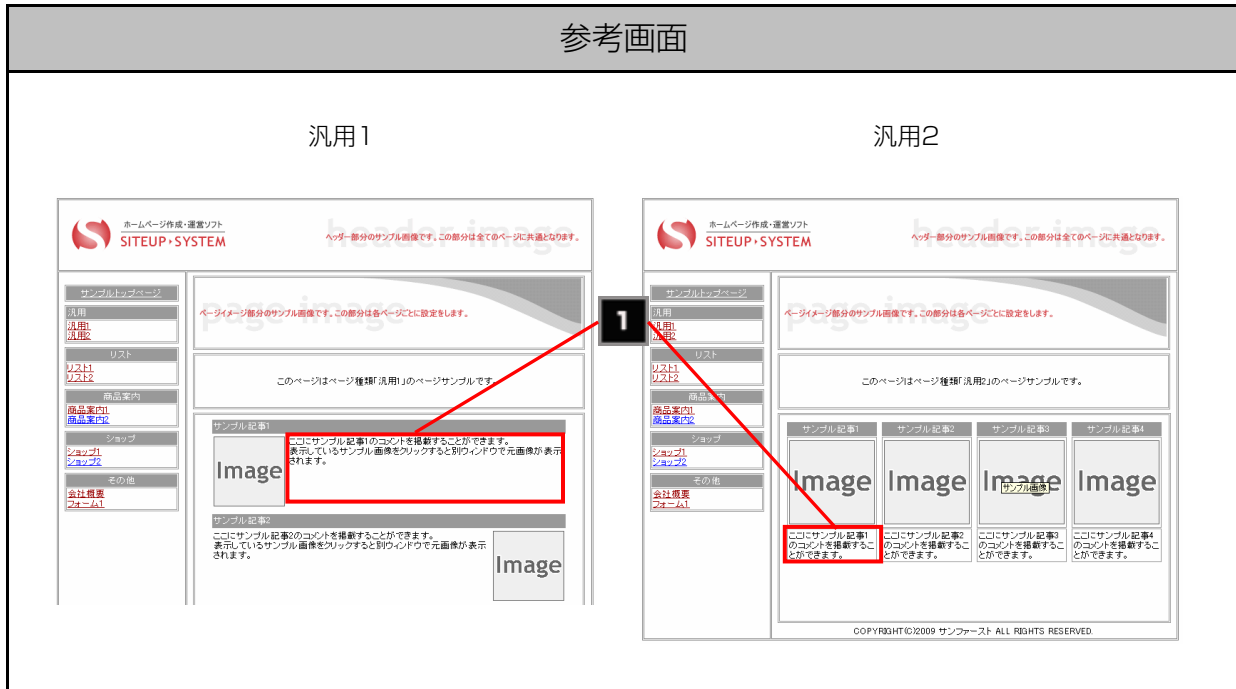 参考画面
汎用1
汎用2
ホームページ作成・運営ソフト
SITEUP・SYSTEM
header image
ヘッダー部分のサンプル画像です。この部分は全てのページに共通となります。
サンプルトップページ
汎用
汎用1
汎用2
リスト
リスト1
リスト2
商品案内
商品案内1
商品案内2
ショップ
ショップ1
ショップ2
その他
会社概要
フォーム1
page image
ページイメージ部分のサンプル画像です。この部分は各ページごとに設定をします。
このページはページ種類「汎用1」のページサンプルです。
サンプル記事1
Image
ここにサンプル記事1のコメントを掲載することができます。
表示しているサンプル画像をクリックすると別ウィンドウで元画像が表示
されます。
サンプル記事2
ここにサンプル記事2のコメントを掲載することができます。
表示しているサンプル画像をクリックすると別ウィンドウで元画像が表示
されます。
Image
1
ホームページ作成・運営ソフト
SITEUP・SYSTEM
header image
ヘッダー部分のサンプル画像です。この部分は全てのページに共通となります。
サンプルトップページ
汎用
汎用1
汎用2
リスト
リスト1
リスト2
商品案内
商品案内1
商品案内2
ショップ
ショップ1
ショップ2
その他
会社概要
フォーム1
page image
ページイメージ部分のサンプル画像です。この部分は各ページごとに設定をします。
このページはページ種類「汎用2」のページサンプルです。
サンプル記事1 サンプル記事2 サンプル記事3 サンプル記事4
Image Image Image Image
サンプル画像
ここにサンプル記事1
のコメントを掲載するこ
とができます。
ここにサンプル記事2
のコメントを掲載するこ
とができます。
ここにサンプル記事3
のコメントを掲載するこ
とができます。
ここにサンプル記事4
のコメントを掲載するこ
とができます。
COPYRIGHT(C)2009 サンファースト ALL RIGHTS RESERVED.